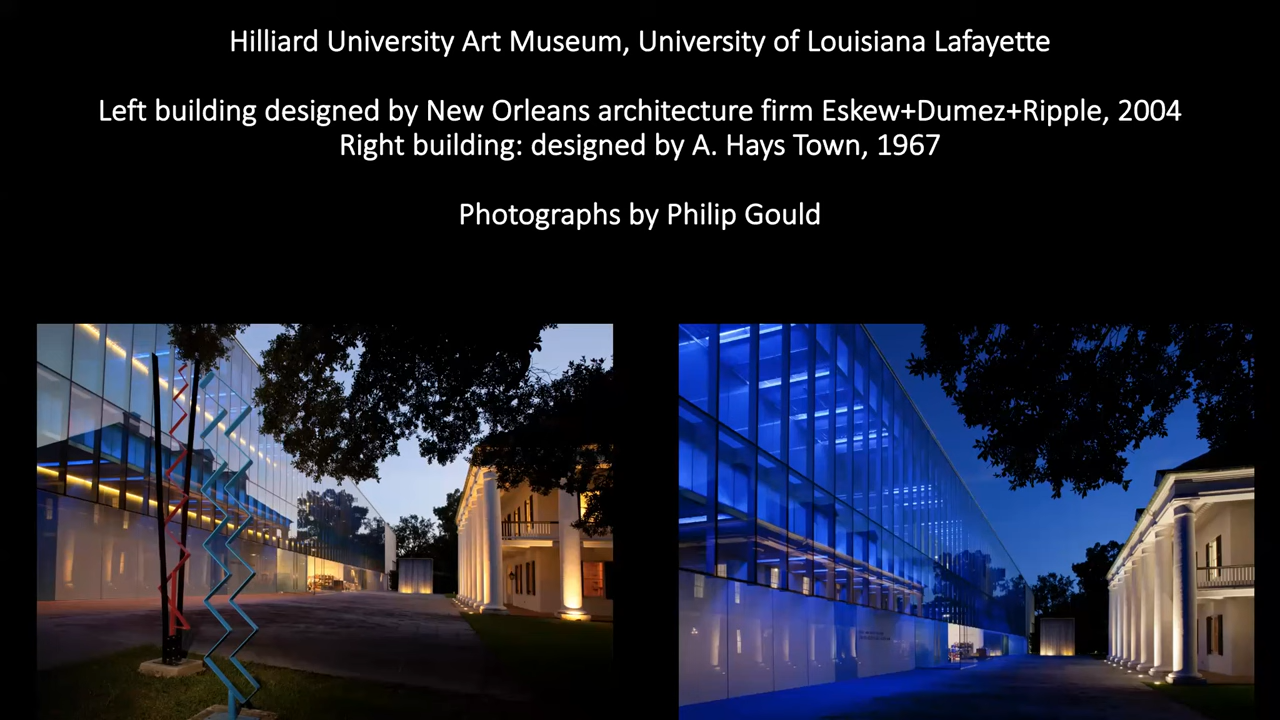 Hilliard University Art Museum, University of Louisiana Lafayette
Left building designed by New Orleans architecture firm Eskew+Dumez+Ripple, 2004
Right building: designed by A. Hays Town, 1967
Photographs by Philip Gould